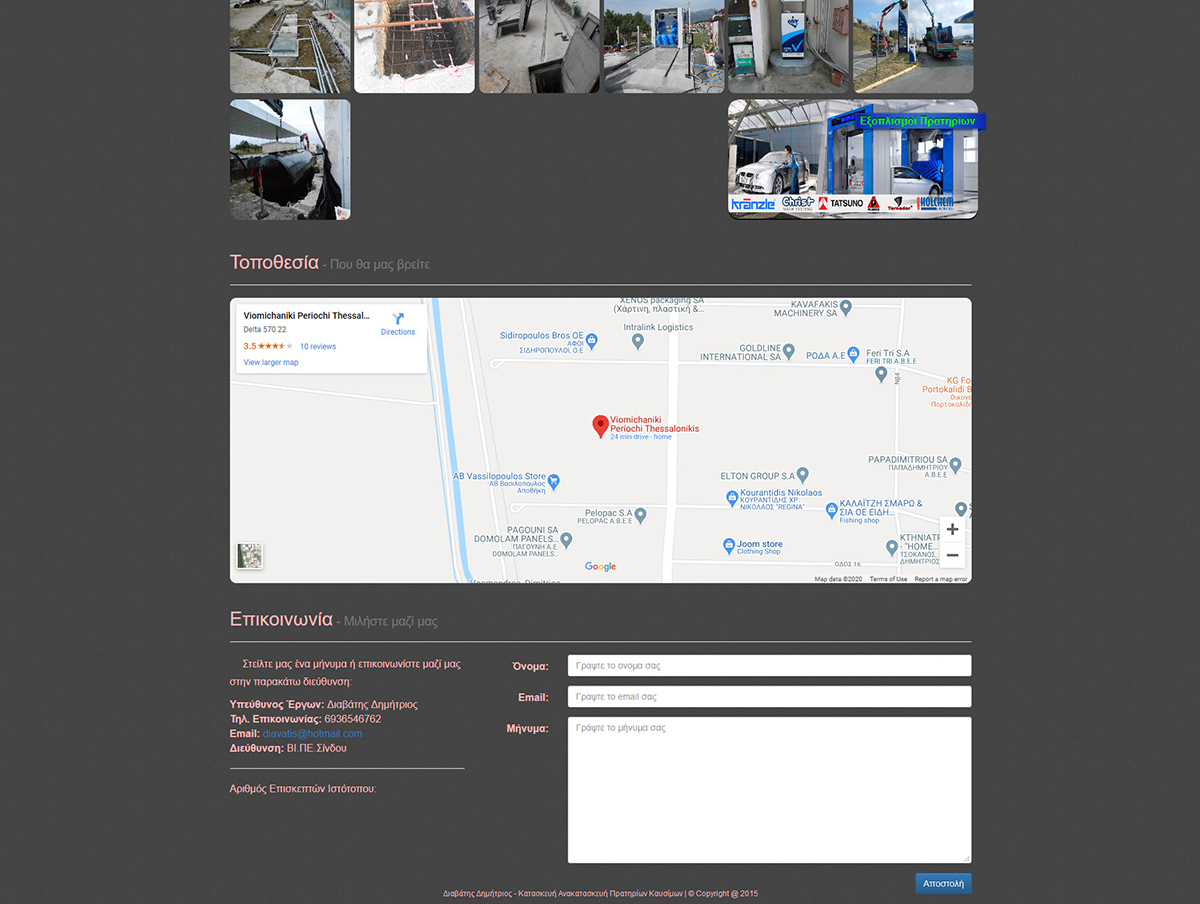 Εξοπλισμοί Πρατηρίων
kränzle Christ TATSUNO Tornador HOLCHEM
Τοποθεσία - Που θα μας βρείτε
Viomichaniki Periochi Thessal...
Delta 570 22
Directions
3.5 10 reviews
View larger map
XENOS packaging SA
(Χάρτινη, πλαστική &...
KAVAFAKIS
MACHINERY SA
Intralink Logistics
Sidiropoulos Bros OE
ΑΦΟΙ
ΣΙΔΗΡΟΠΟΥΛΟΙ, Ο.Ε
GOLDLINE
INTERNATIONAL SA
ΡΟΔΑ Α.Ε
Feri Tri S.A
FERI TRI A.B.E.E
KG Fo
Portokalidi B
Οικογέ
Πορτοκαλίδη
Viomichaniki
Periochi Thessalonikis
24 min drive - home
AB Vassilopoulos Store
ΑΒ Βασιλόπουλος
Αποθήκη
ELTON GROUP S.A
PAPADIMITRIOU SA
ΠΑΠΑΔΗΜΗΤΡΙΟΥ
Α.Β.Ε.Ε
Kourantidis Nikolaos
ΚΟΥΡΑΝΤΙΔΗΣ ΧΡ.
ΝΙΚΟΛΑΟΣ "REGINA"
ΚΑΛΑΪΤΖΗ ΣΜΑΡΩ &
ΣΙΑ ΟΕ ΕΙΔΗ...
Fishing shop
Pelopac S.A
PELOPAC A.B.E.E
PAGOUNI SA
DOMOLAM PANELS...
ΠΑΓΟΥΝΗ Α.Ε.
DOMOLAM PANELS...
Joom store
Clothing Shop
ΚΤΗΝΙΑΤΡ
- "HOME...
ΤΣΟΚΑΝΟΣ,
ΔΗΜΗΤΡΙΟΣ
ΟΔΟΣ 16
Google
Vosmandros, Dimitrios
Map data ©2020 Terms of Use Report a map error
Επικοινωνία - Μιλήστε μαζί μας
Στείλτε μας ένα μήνυμα ή επικοινωνίστε μαζί μας
στην παρακάτω διεύθυνση:
Υπεύθυνος Έργων: Διαβάτης Δημήτριος
Τηλ. Επικοινωνίας: 6936546762
Email: diavatis@hotmail.com
Διεύθυνση: ΒΙ.ΠΕ.Σίνδου
Αριθμός Επισκεπτών Ιστότοπου:
Όνομα: Γραψτε το ονομα σας
Email: Γραψτε το email σας
Μήνυμα: Γράψτε το μήνυμα σας
Αποστολή
Διαβάτης Δημήτριος - Κατασκευή Ανακατασκευή Πρατηρίων Καυσίμων | © Copyright @ 2015